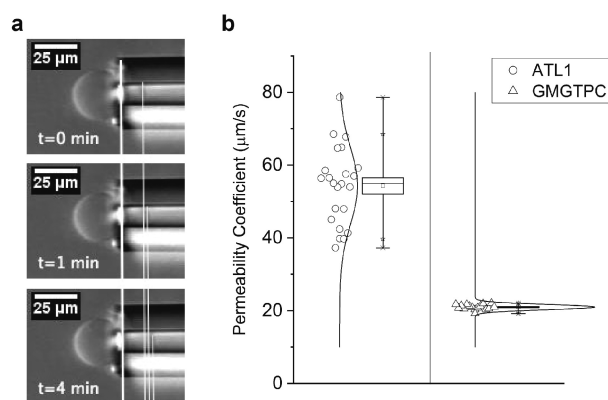 a
25 µm
t=0 min
25 µm
t=1 min
25 µm
t=4 min
b
Permeability Coefficient (µm/s)
80
60
40
20
0
ATL1
GMGTPC